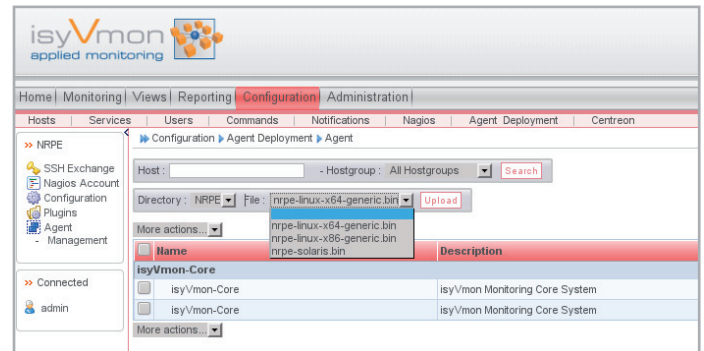 isyVmon
applied monitoring
Home | Monitoring | Views | Reporting | Configuration | Administration |
Hosts | Services | Users | Commands | Notifications | Nagios | Agent Deployment | Centreon
NRPE
SSH Exchange
Nagios Account
Configuration
Plugins
Agent
- Management
Connected
admin
Configuration Agent Deployment Agent
Host : - Hostgroup : All Hostgroups Search
Directory : NRPE File : nrpe-linux-x64-generic.bin Upload
nrpe-linux-x64-generic.bin
nrpe-linux-x86-generic.bin
nrpe-solaris.bin
More actions...
Name Description
isyVmon-Core
isyVmon-Core isyVmon Monitoring Core System
isyVmon-Core isyVmon Monitoring Core System
More actions...